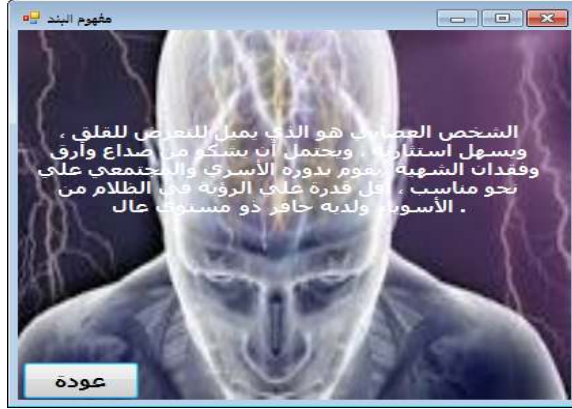 مفهوم البند
الشخص العصابي هو الذي يميل للتعرض للقلق ،
ويسهل استثارته ، ويحتمل أن يشكو من صداع وأرق
وفقدان الشهية يقوم بدوره الأسري والمجتمعي على
نحو مناسب ، أقل قدرة على الرؤية في الظلام من
الأسوياء ولديه حافز ذو مستوى عال .
عودة